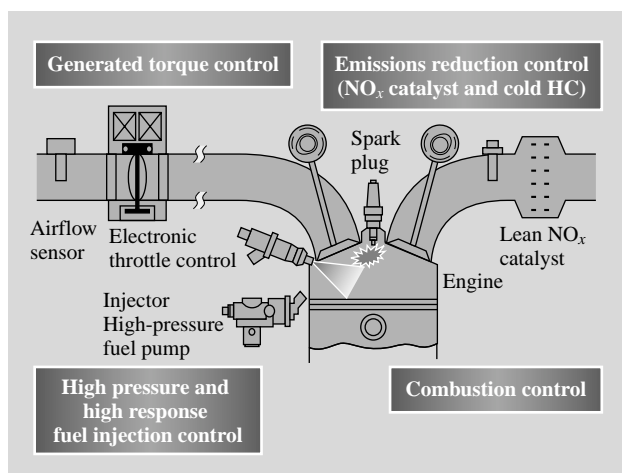 Generated torque control
Emissions reduction control
(NOx catalyst and cold HC)
Spark
plug
Airflow
sensor
Electronic
throttle control
Lean NOx
catalyst
Engine
Injector
High-pressure
fuel pump
High pressure and
high response
fuel injection control
Combustion control